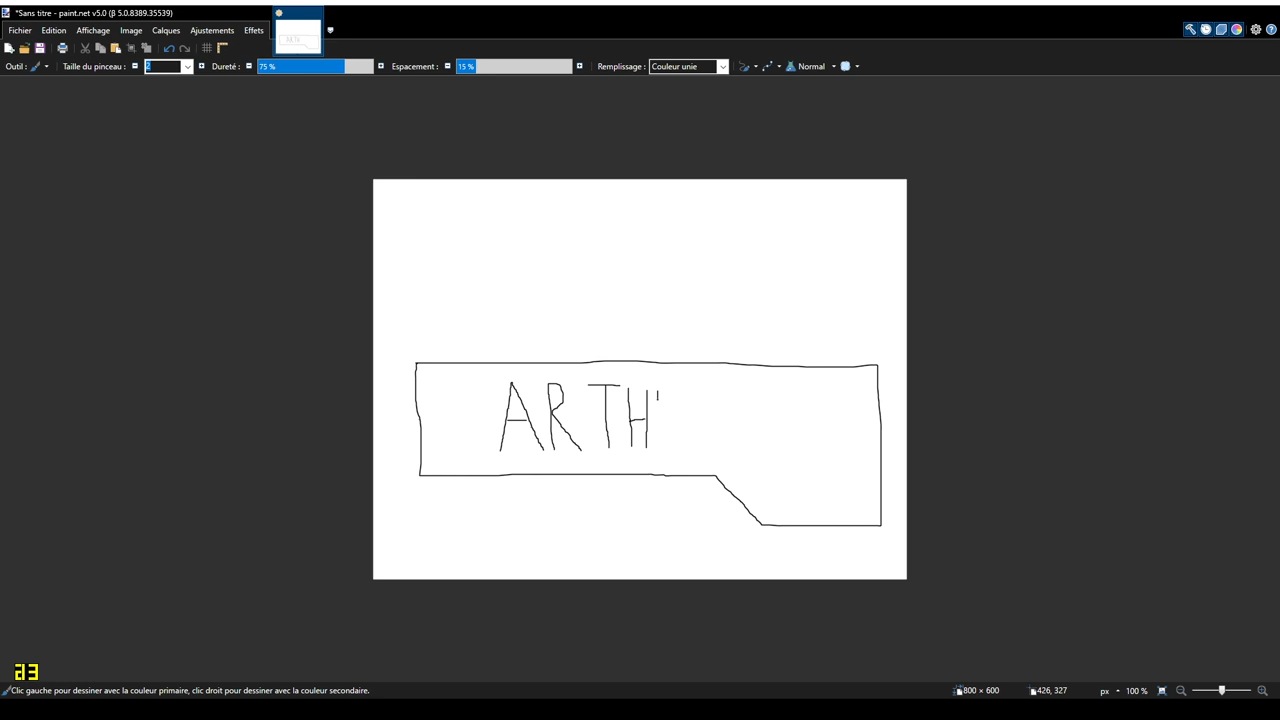 *Sans titre - paint.net v5.0 (β 5.0.8389.35539)
Fichier Edition Affichage Image Calques Ajustements Effets
Outil : Taille du pinceau : 2 Dureté : 75 % Espacement : 15 % Remplissage : Couleur unie Normal
ARTH'
Clic gauche pour dessiner avec la couleur primaire, clic droit pour dessiner avec la couleur secondaire. 800 × 600 426, 327 px 100 %